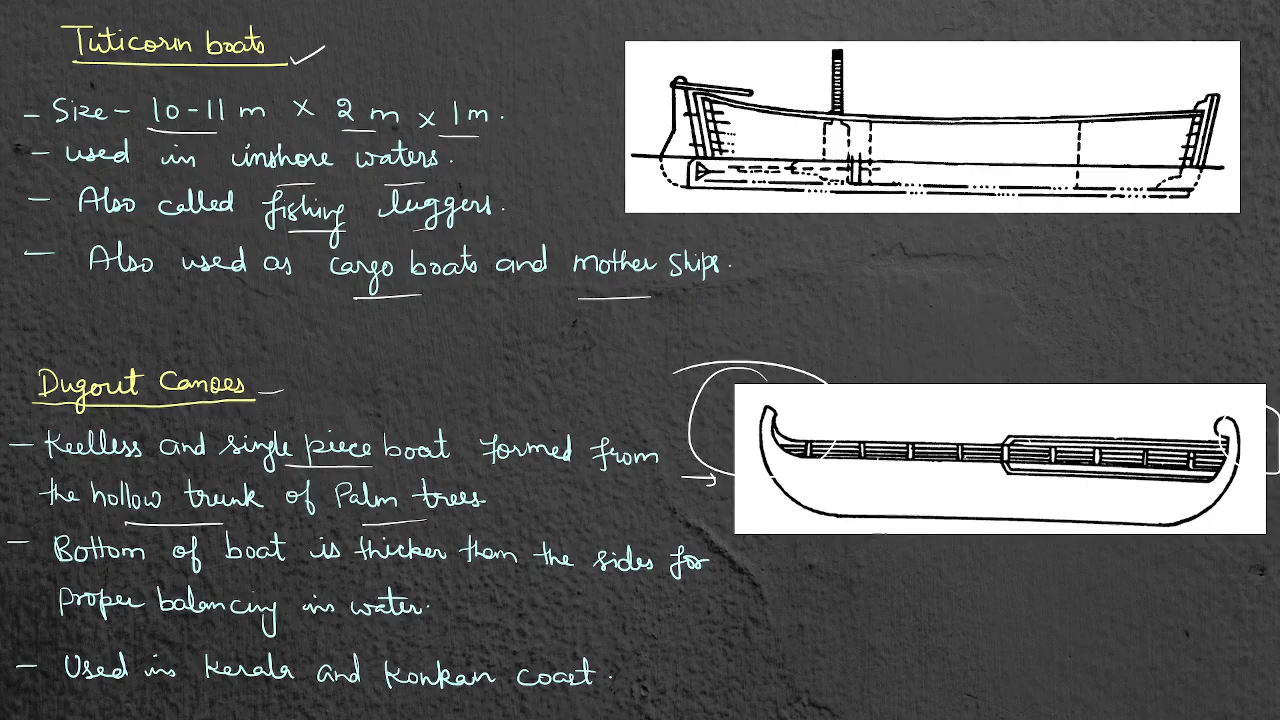 Tuticorin boats
- Size - 10-11 m x 2 m x 1 m.
- used in inshore waters.
- Also called fishing luggers.
- Also used as cargo boats and mother ships.
Dugout Canoes
- Keelless and single piece boat formed from
the hollow trunk of Palm trees
- Bottom of boat is thicker than the sides for
proper balancing in water.
- Used in Kerala and Konkan coast.